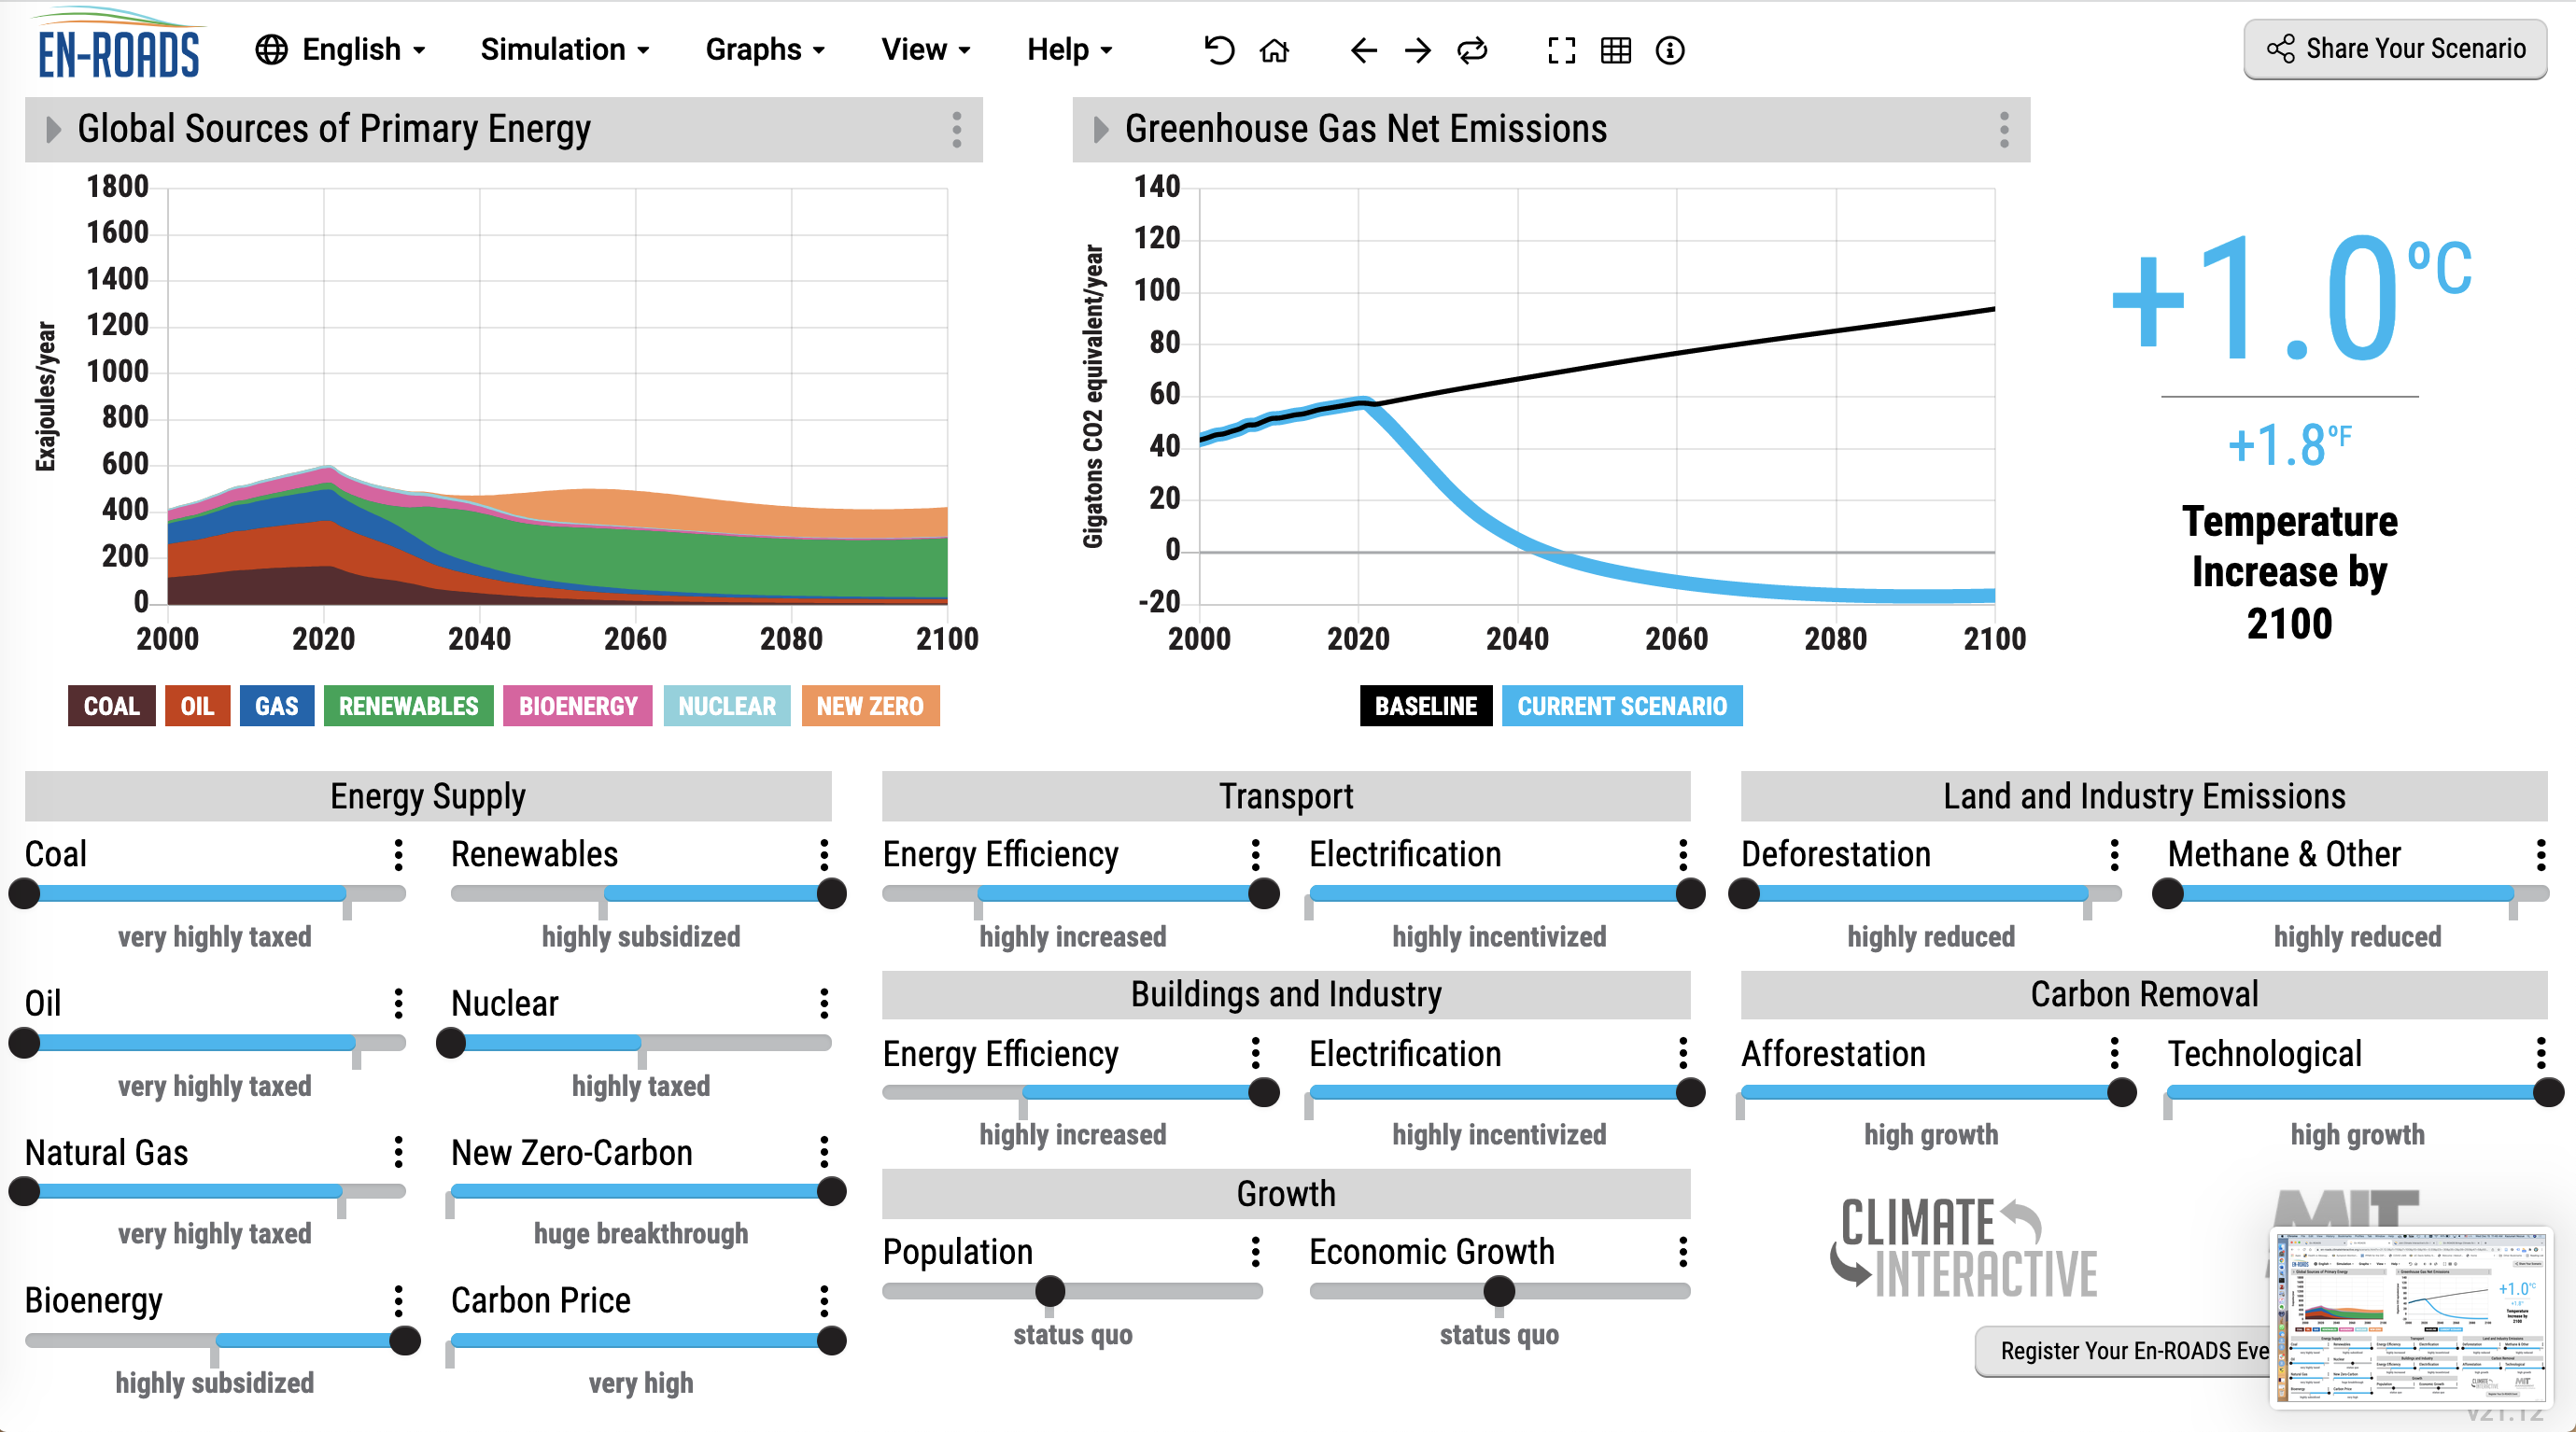 EN-ROADS
English
Simulation
Graphs
View
Help
Share Your Scenario
Global Sources of Primary Energy
1800
1600
1400
1200
1000
800
600
400
200
0
Exajoules/year
2000 2020 2040 2060 2080 2100
COAL OIL GAS RENEWABLES BIOENERGY NUCLEAR NEW ZERO
Greenhouse Gas Net Emissions
140
120
100
80
60
40
20
0
-20
Gigatons CO2 equivalent/year
2000 2020 2040 2060 2080 2100
BASELINE CURRENT SCENARIO
+1.0°C
+1.8°F
Temperature
Increase by
2100
Energy Supply
Coal
very highly taxed
Renewables
highly subsidized
Oil
very highly taxed
Nuclear
highly taxed
Natural Gas
very highly taxed
New Zero-Carbon
huge breakthrough
Bioenergy
highly subsidized
Carbon Price
very high
Transport
Energy Efficiency
highly increased
Electrification
highly incentivized
Buildings and Industry
Energy Efficiency
highly increased
Electrification
highly incentivized
Growth
Population
status quo
Economic Growth
status quo
Land and Industry Emissions
Deforestation
highly reduced
Methane & Other
highly reduced
Carbon Removal
Afforestation
high growth
Technological
high growth
CLIMATE
INTERACTIVE
MIT
Register Your En-ROADS Eve
+1.0°C
v21.12